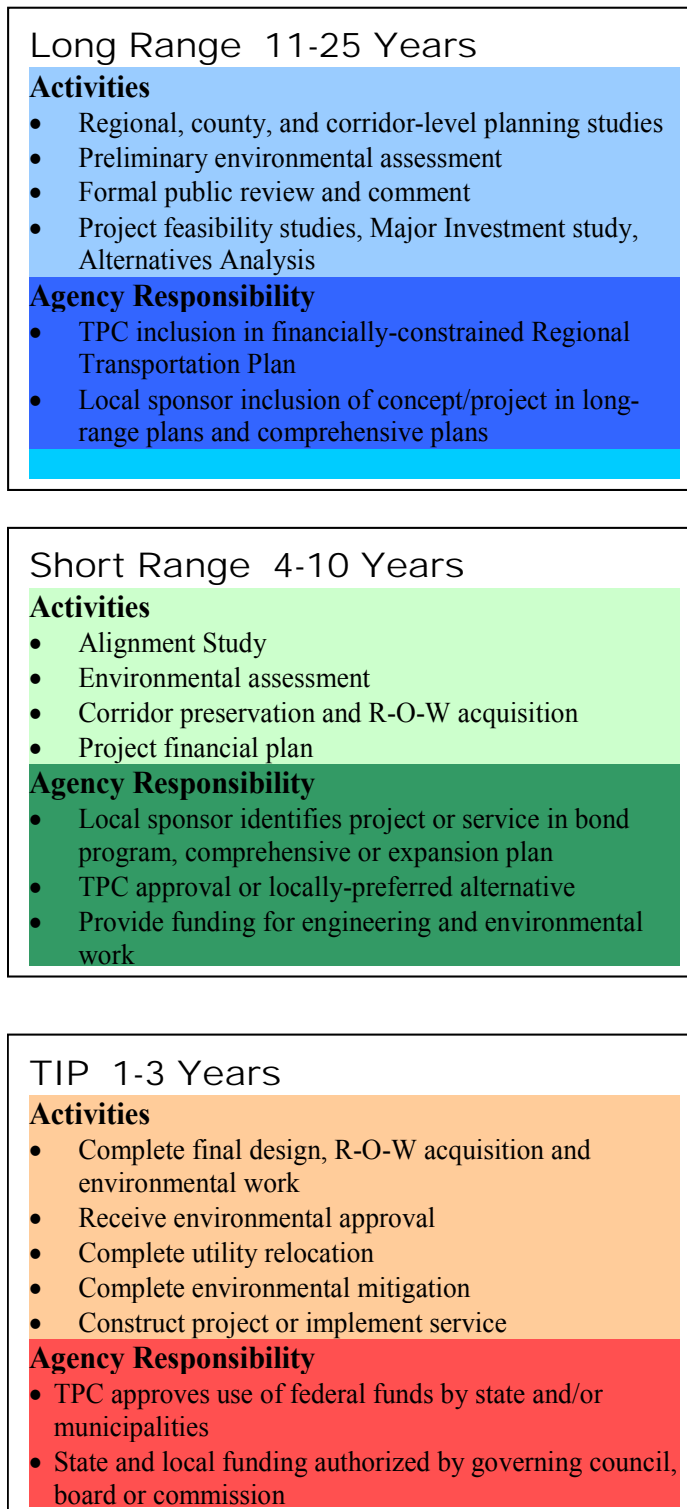 Long Range 11-25 Years
Activities
• Regional, county, and corridor-level planning studies
• Preliminary environmental assessment
• Formal public review and comment
• Project feasibility studies, Major Investment study,
Alternatives Analysis
Agency Responsibility
• TPC inclusion in financially-constrained Regional
Transportation Plan
• Local sponsor inclusion of concept/project in long-
range plans and comprehensive plans
Short Range 4-10 Years
Activities
• Alignment Study
• Environmental assessment
• Corridor preservation and R-O-W acquisition
• Project financial plan
Agency Responsibility
• Local sponsor identifies project or service in bond
program, comprehensive or expansion plan
• TPC approval or locally-preferred alternative
• Provide funding for engineering and environmental
work
TIP 1-3 Years
Activities
• Complete final design, R-O-W acquisition and
environmental work
• Receive environmental approval
• Complete utility relocation
• Complete environmental mitigation
• Construct project or implement service
Agency Responsibility
• TPC approves use of federal funds by state and/or
municipalities
• State and local funding authorized by governing council,
board or commission